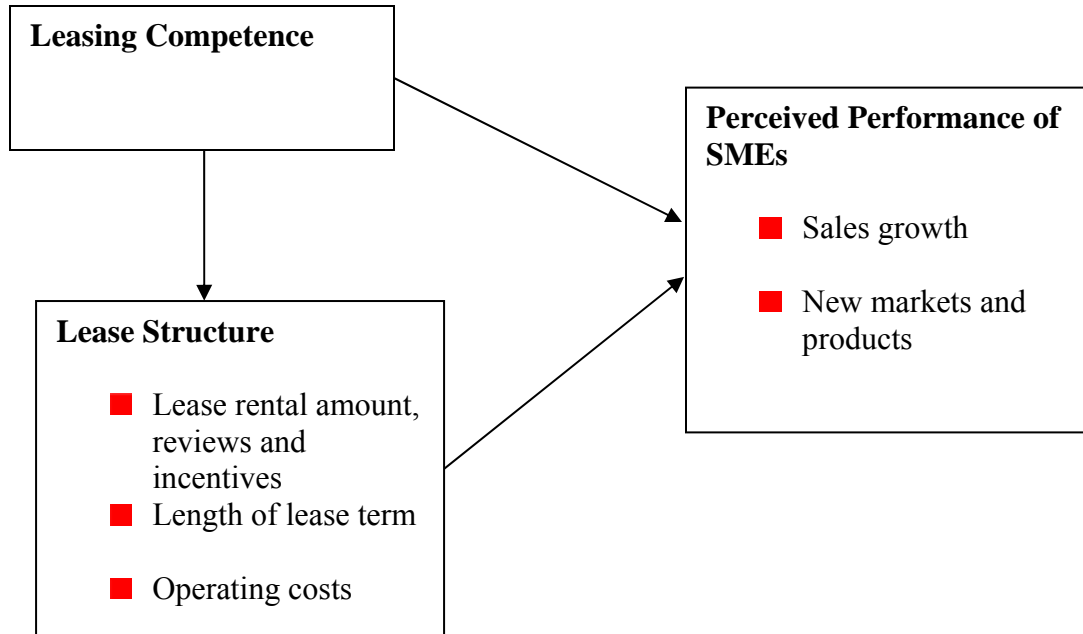 Leasing Competence
Perceived Performance of
SMEs
Sales growth
New markets and
products
Lease Structure
Lease rental amount,
reviews and
incentives
Length of lease term
Operating costs